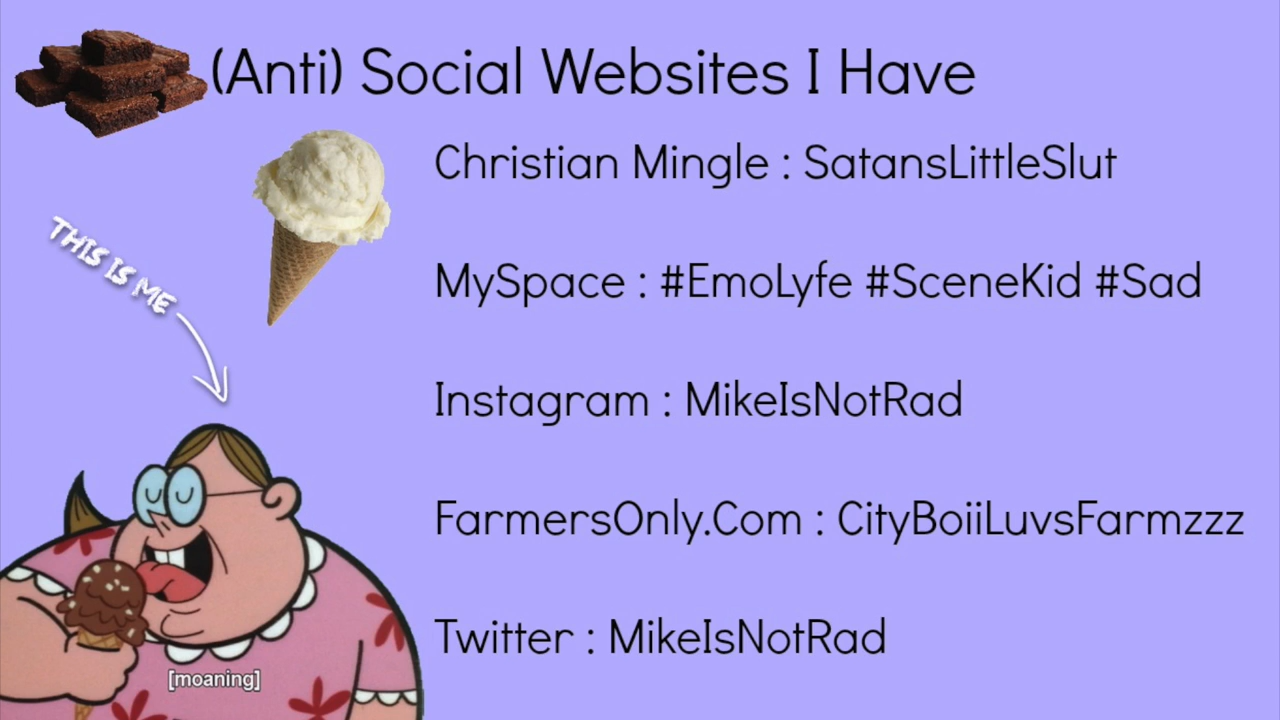 (Anti) Social Websites I Have
Christian Mingle : SatansLittleSlut
THIS IS ME
MySpace : #EmoLyfe #SceneKid #Sad
Instagram : MikeIsNotRad
FarmersOnly.Com : CityBoiiLuvsFarmzzz
Twitter : MikeIsNotRad
[moaning]